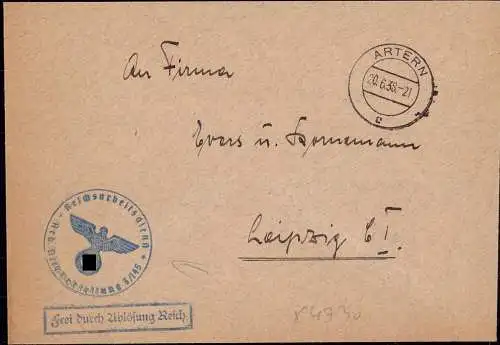 An Firma
ARTERN
20.6.38.-21
c
Evers u.
Leipzig C I.
Reichsarbeitsdienst
Frei durch Ablösung Reich